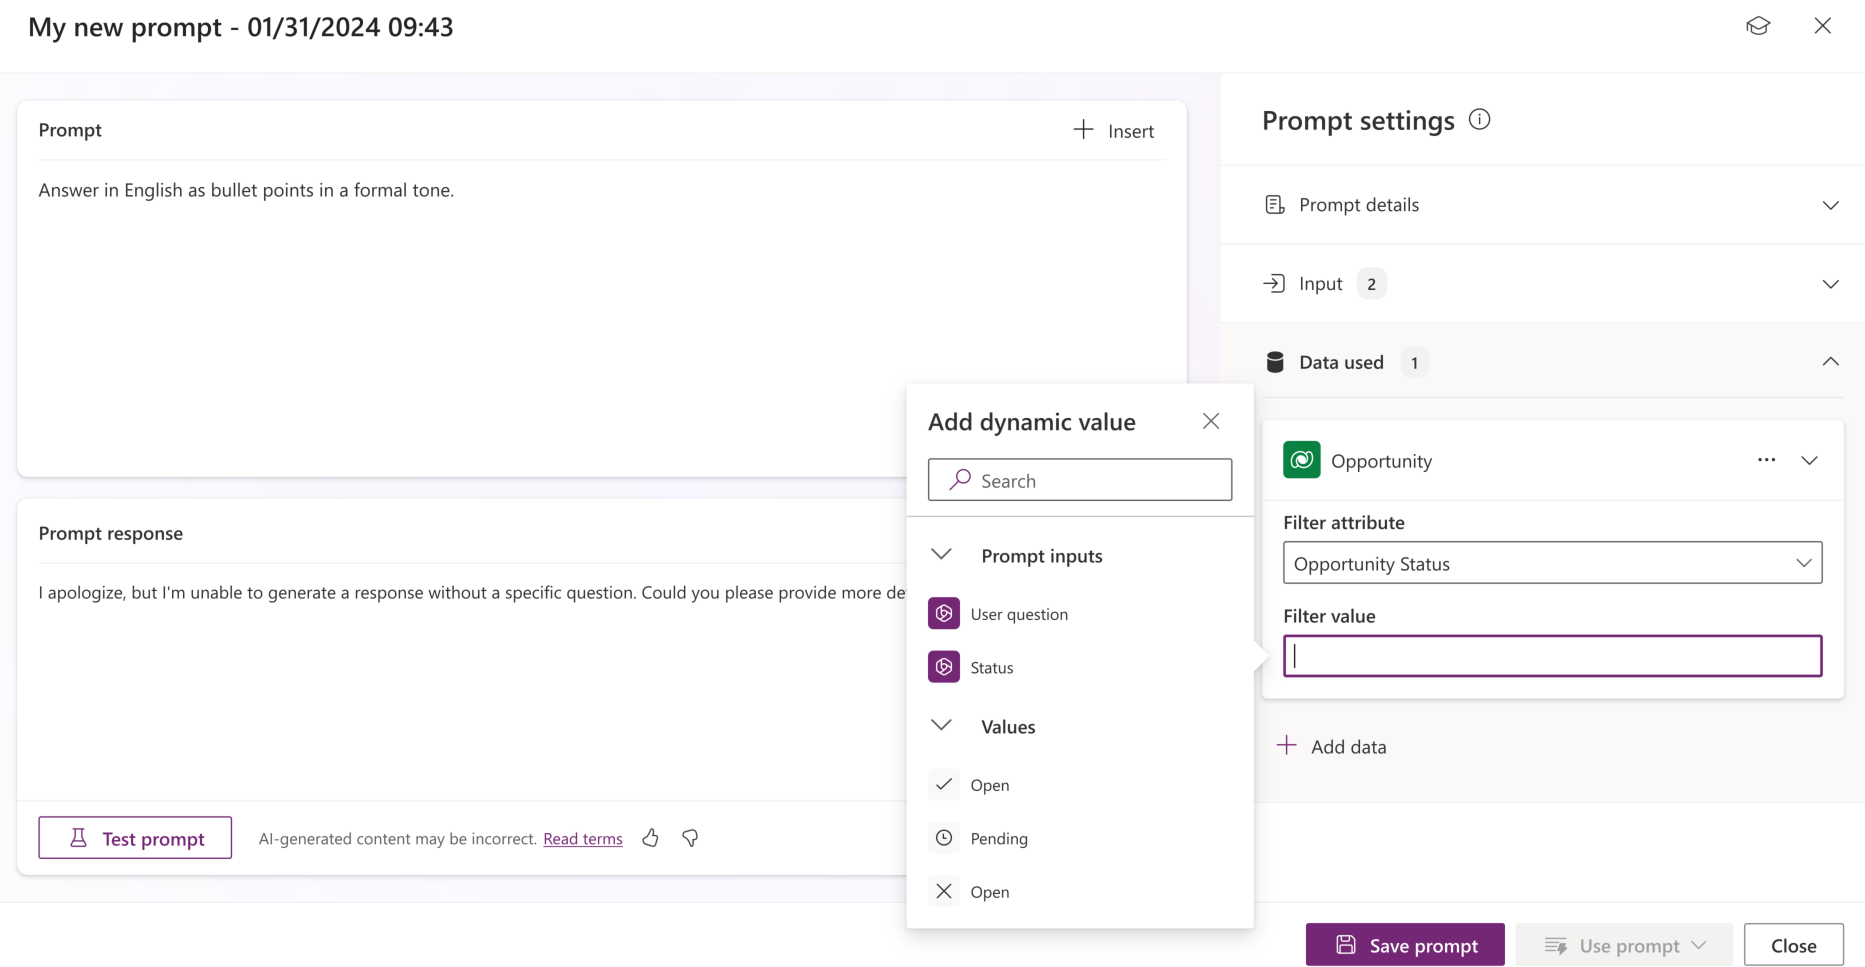 My new prompt - 01/31/2024 09:43
Prompt
Insert
Answer in English as bullet points in a formal tone.
Prompt response
I apologize, but I'm unable to generate a response without a specific question. Could you please provide more
Test prompt
AI-generated content may be incorrect. Read terms
Add dynamic value
Search
Prompt inputs
User question
Status
Values
Open
Pending
Open
Prompt settings
Prompt details
Input 2
Data used 1
Opportunity
Filter attribute
Opportunity Status
Filter value
Add data
Save prompt
Use prompt
Close